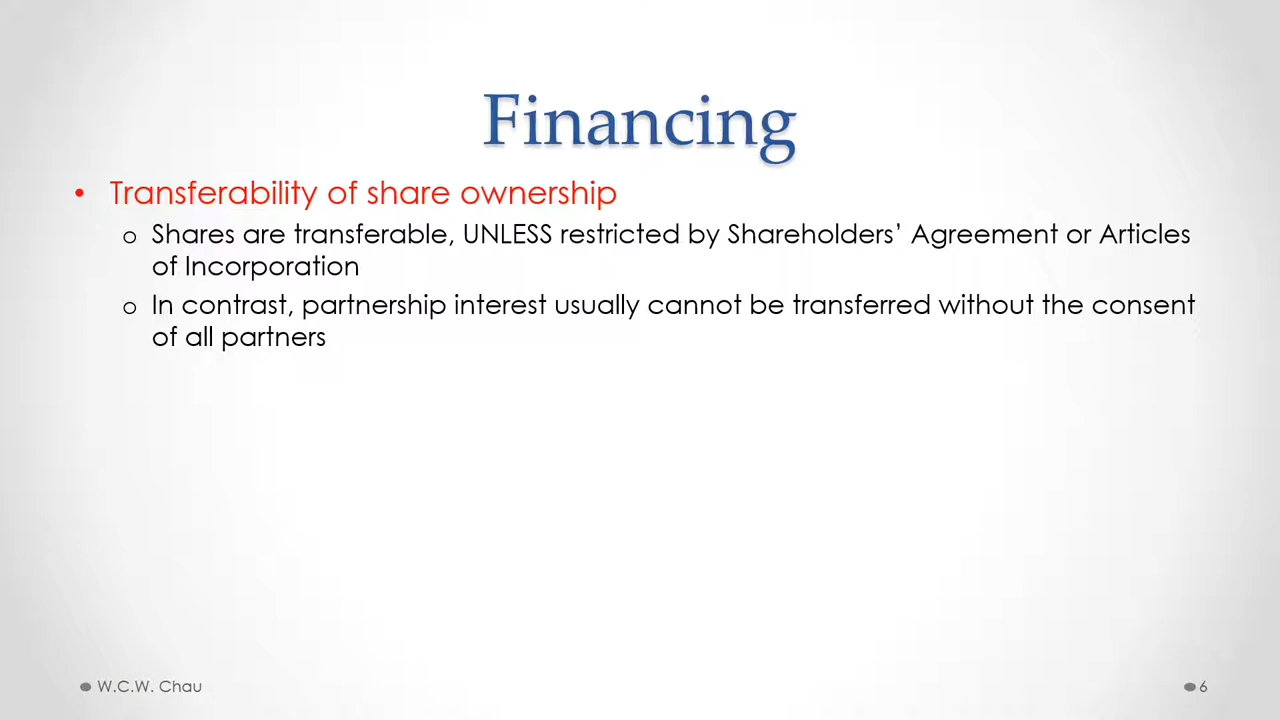 Financing
• Transferability of share ownership
o Shares are transferable, UNLESS restricted by Shareholders’ Agreement or Articles
of Incorporation
o In contrast, partnership interest usually cannot be transferred without the consent
of all partners
W.C.W. Chau
6